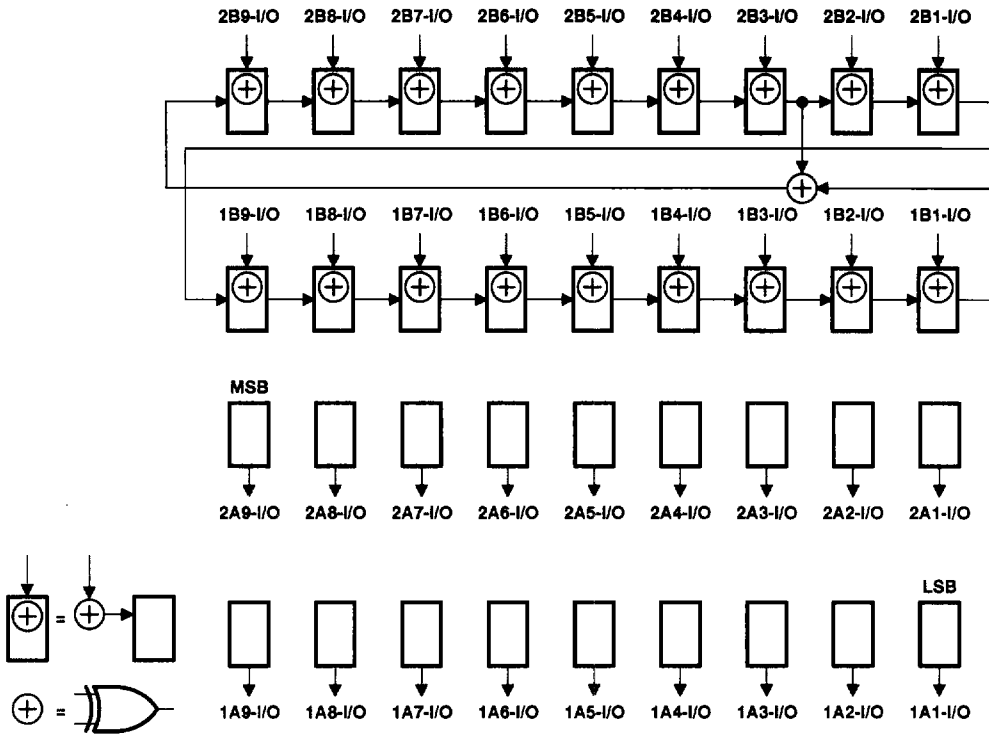 2B9-I/O 2B8-I/O 2B7-I/O 2B6-I/O 2B5-I/O 2B4-I/O 2B3-I/O 2B2-I/O 2B1-I/O
1B9-I/O 1B8-I/O 1B7-I/O 1B6-I/O 1B5-I/O 1B4-I/O 1B3-I/O 1B2-I/O 1B1-I/O
MSB
2A9-I/O 2A8-I/O 2A7-I/O 2A6-I/O 2A5-I/O 2A4-I/O 2A3-I/O 2A2-I/O 2A1-I/O
LSB
=
=
1A9-I/O 1A8-I/O 1A7-I/O 1A6-I/O 1A5-I/O 1A4-I/O 1A3-I/O 1A2-I/O 1A1-I/O